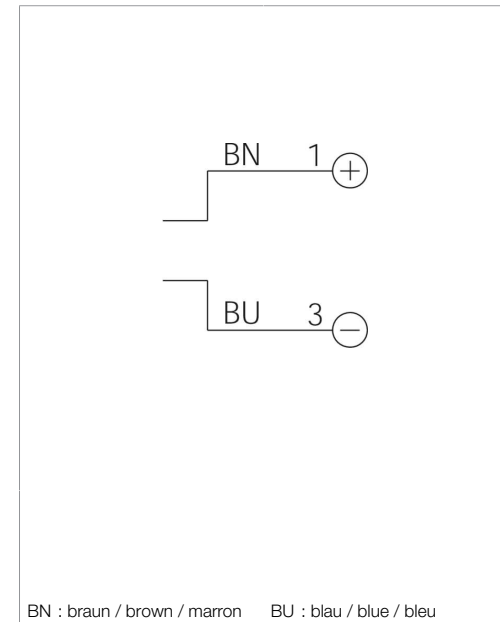 BN 1 +
BU 3 −
BN : braun / brown / marron BU : blau / blue / bleu